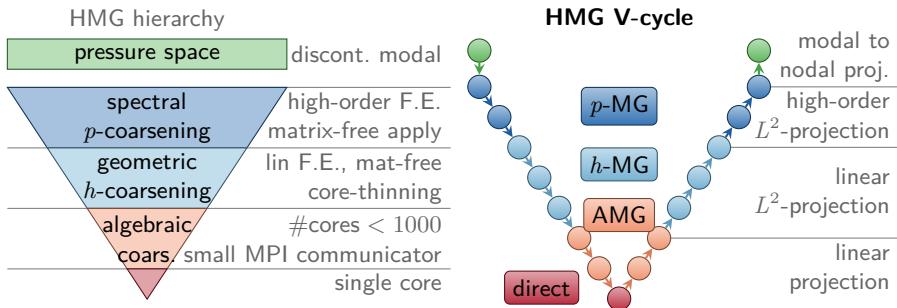 HMG hierarchy
pressure space
discont. modal
spectral
p-coarsening
high-order F.E.
matrix-free apply
geometric
h-coarsening
lin F.E., mat-free
core-thinning
algebraic
coars.
#cores < 1000
small MPI communicator
single core
HMG V-cycle
p-MG
h-MG
AMG
direct
modal to
nodal proj.
high-order
L²-projection
linear
L²-projection
linear
projection